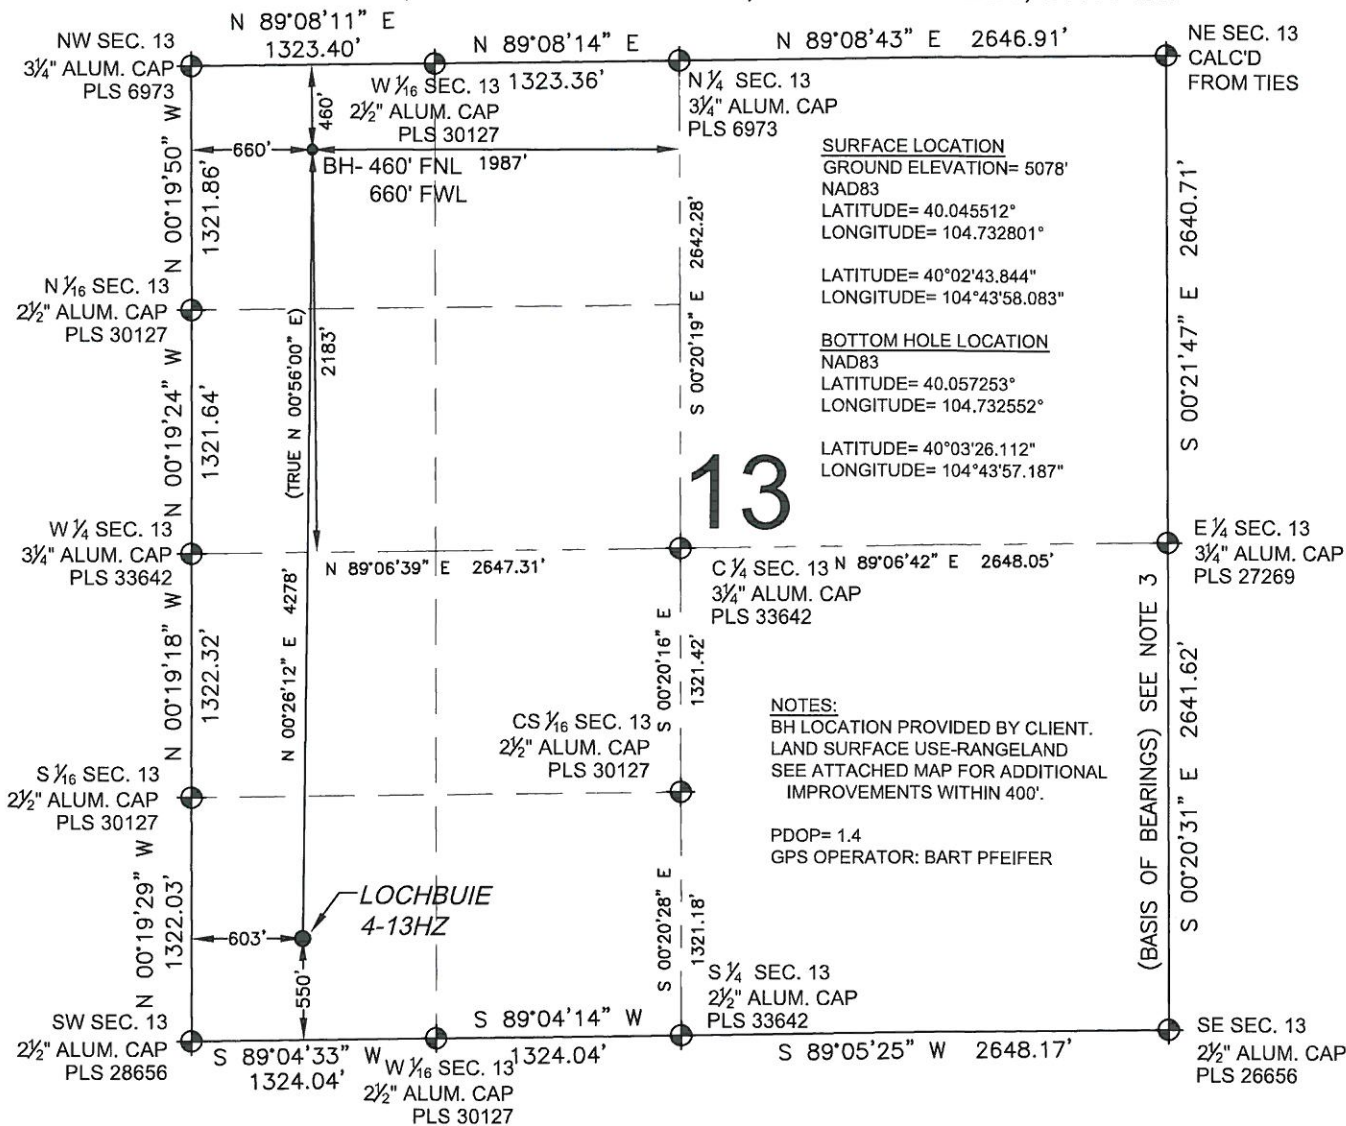 N 89°08'11" E
1323.40'
N 89°08'14" E
1323.36'
N 89°08'43" E 2646.91'
NW SEC. 13
3¼" ALUM. CAP
PLS 6973
W 1/16 SEC. 13
2½" ALUM. CAP
PLS 30127
N ¼ SEC. 13
3¼" ALUM. CAP
PLS 6973
NE SEC. 13
CALC'D
FROM TIES
460'
660'
BH- 460' FNL
660' FWL
1987'
N 00°19'50" W
1321.86'
SURFACE LOCATION
GROUND ELEVATION= 5078'
NAD83
LATITUDE= 40.045512°
LONGITUDE= 104.732801°
LATITUDE= 40°02'43.844"
LONGITUDE= 104°43'58.083"
BOTTOM HOLE LOCATION
NAD83
LATITUDE= 40.057253°
LONGITUDE= 104.732552°
LATITUDE= 40°03'26.112"
LONGITUDE= 104°43'57.187"
S 00°20'19" E 2642.28'
S 00°21'47" E 2640.71'
N 1/16 SEC. 13
2½" ALUM. CAP
PLS 30127
(TRUE N 00°56'00" E)
2183'
N 00°19'24" W
1321.64'
13
W ¼ SEC. 13
3¼" ALUM. CAP
PLS 33642
N 89°06'39" E 2647.31'
C ¼ SEC. 13
3¼" ALUM. CAP
PLS 33642
N 89°06'42" E 2648.05'
E ¼ SEC. 13
3¼" ALUM. CAP
PLS 27269
N 00°19'18" W
1322.32'
N 00°26'12" E 4278'
S 00°20'16" E
1321.42'
CS 1/16 SEC. 13
2½" ALUM. CAP
PLS 30127
NOTES:
BH LOCATION PROVIDED BY CLIENT.
LAND SURFACE USE-RANGELAND
SEE ATTACHED MAP FOR ADDITIONAL
IMPROVEMENTS WITHIN 400'.
PDOP= 1.4
GPS OPERATOR: BART PFEIFER
(BASIS OF BEARINGS) SEE NOTE 3
S 00°20'31" E 2641.62'
S 1/16 SEC. 13
2½" ALUM. CAP
PLS 30127
N 00°19'29" W
1322.03'
LOCHBUIE
4-13HZ
603'
550'
S 00°20'28" E
1321.18'
SW SEC. 13
2½" ALUM. CAP
PLS 28656
S 89°04'33" W
1324.04'
W 1/16 SEC. 13
2½" ALUM. CAP
PLS 30127
S 89°04'14" W
1324.04'
S ¼ SEC. 13
2½" ALUM. CAP
PLS 33642
S 89°05'25" W 2648.17'
SE SEC. 13
2½" ALUM. CAP
PLS 26656